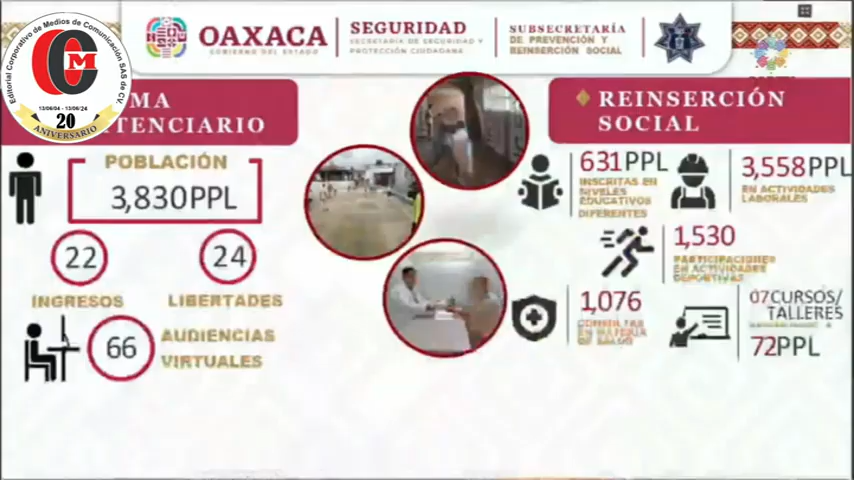 Editorial Corporativo de Medios de Comunicación SAS de CV.
CM
13/06/04 - 13/06/24
20
ANIVERSARIO
OAXACA
GOBIERNO DEL ESTADO
SEGURIDAD
SECRETARÍA DE SEGURIDAD Y
PROTECCIÓN CIUDADANA
SUBSECRETARÍA
DE PREVENCIÓN Y
REINSERCIÓN SOCIAL
MA
TENCIARIO
POBLACIÓN
3,830PPL
22
INGRESOS
24
LIBERTADES
66
AUDIENCIAS
VIRTUALES
REINSERCIÓN
SOCIAL
631PPL
INSCRITAS EN
NIVELES
EDUCATIVOS
DIFERENTES
3,558PPL
EN ACTIVIDADES
LABORALES
1,530
PARTICIPACIONES
EN ACTIVIDADES
DEPORTIVAS
1,076
CONSULTAS
EN MATERIA
DE SALUD
07CURSOS/
TALLERES
72PPL